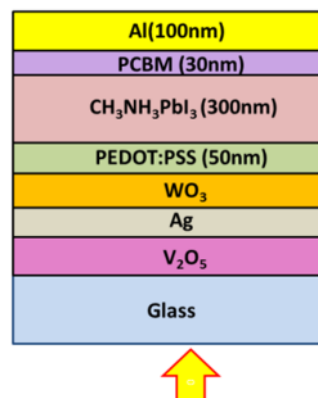 Al(100nm)
PCBM (30nm)
CH₃NH₃PbI₃ (300nm)
PEDOT:PSS (50nm)
WO₃
Ag
V₂O₅
Glass